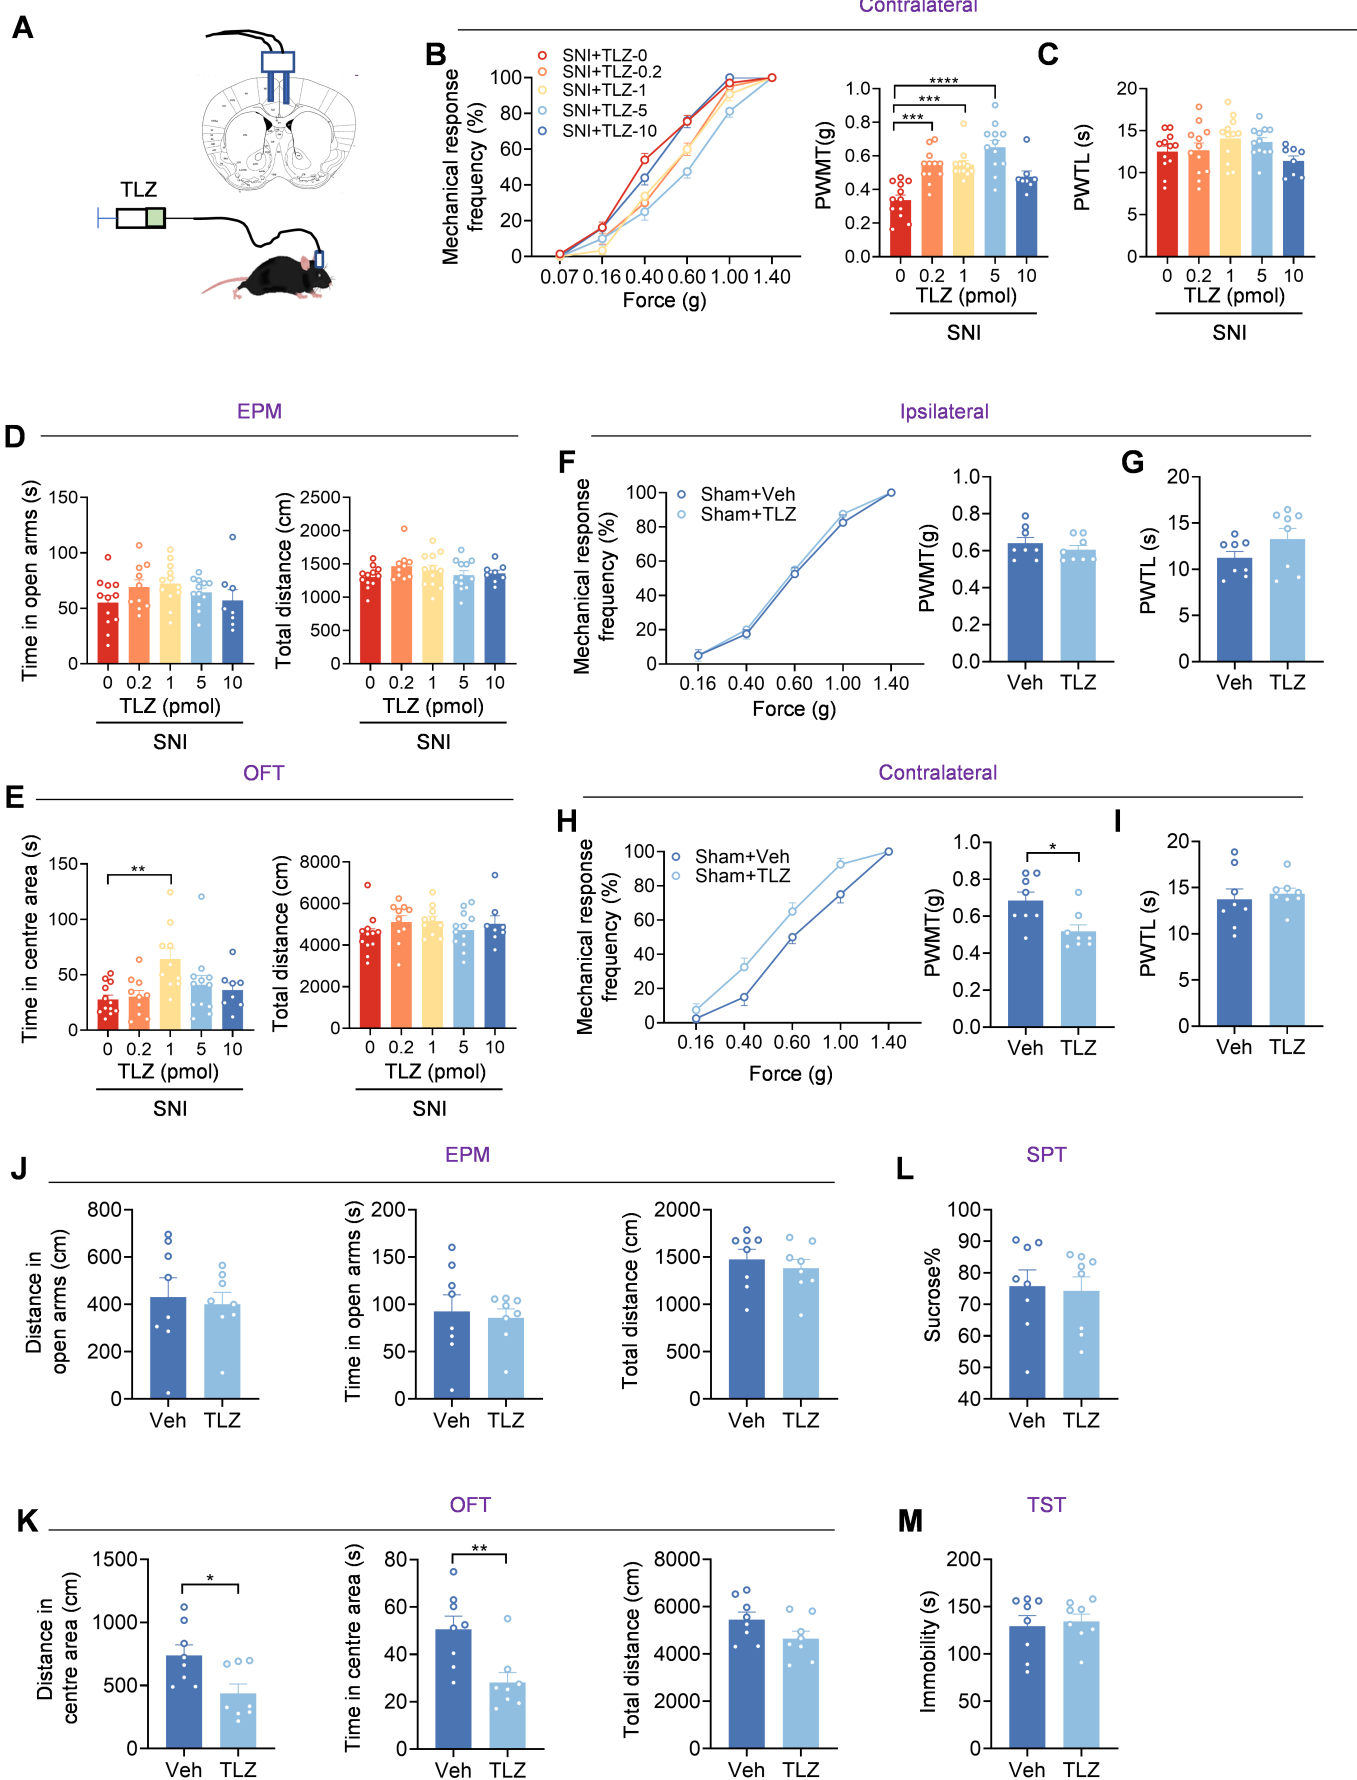 Contralateral
A
TLZ
B
SNI+TLZ-0
SNI+TLZ-0.2
SNI+TLZ-1
SNI+TLZ-5
SNI+TLZ-10
Mechanical response
frequency (%)
100
80
60
40
20
0
0.07 0.16 0.40 0.60 1.00 1.40
Force (g)
PWMT(g)
1.0
0.8
0.6
0.4
0.2
0.0
****
***
***
0 0.2 1 5 10
TLZ (pmol)
SNI
C
PWTL (s)
20
15
10
5
0
0 0.2 1 5 10
TLZ (pmol)
SNI
EPM
D
Time in open arms (s)
150
100
50
0
0 0.2 1 5 10
TLZ (pmol)
SNI
Total distance (cm)
2500
2000
1500
1000
500
0
0 0.2 1 5 10
TLZ (pmol)
SNI
Ipsilateral
F
Mechanical response
frequency (%)
100
80
60
40
20
0
Sham+Veh
Sham+TLZ
0.16 0.40 0.60 1.00 1.40
Force (g)
PWMT(g)
1.0
0.8
0.6
0.4
0.2
0.0
Veh TLZ
G
PWTL (s)
20
15
10
5
0
Veh TLZ
OFT
E
Time in centre area (s)
150
100
50
0
**
0 0.2 1 5 10
TLZ (pmol)
SNI
Total distance (cm)
8000
6000
4000
2000
0
0 0.2 1 5 10
TLZ (pmol)
SNI
Contralateral
H
Mechanical response
frequency (%)
100
80
60
40
20
0
Sham+Veh
Sham+TLZ
0.16 0.40 0.60 1.00 1.40
Force (g)
PWMT(g)
1.0
0.8
0.6
0.4
0.2
0.0
*
Veh TLZ
I
PWTL (s)
20
15
10
5
0
Veh TLZ
EPM
J
Distance in
open arms (cm)
800
600
400
200
0
Veh TLZ
Time in open arms (s)
200
150
100
50
0
Veh TLZ
Total distance (cm)
2000
1500
1000
500
0
Veh TLZ
SPT
L
Sucrose%
100
90
80
70
60
50
40
Veh TLZ
OFT
K
Distance in
centre area (cm)
1500
1000
500
0
*
Veh TLZ
Time in centre area (s)
80
60
40
20
0
**
Veh TLZ
Total distance (cm)
8000
6000
4000
2000
0
Veh TLZ
TST
M
Immobility (s)
200
150
100
50
0
Veh TLZ